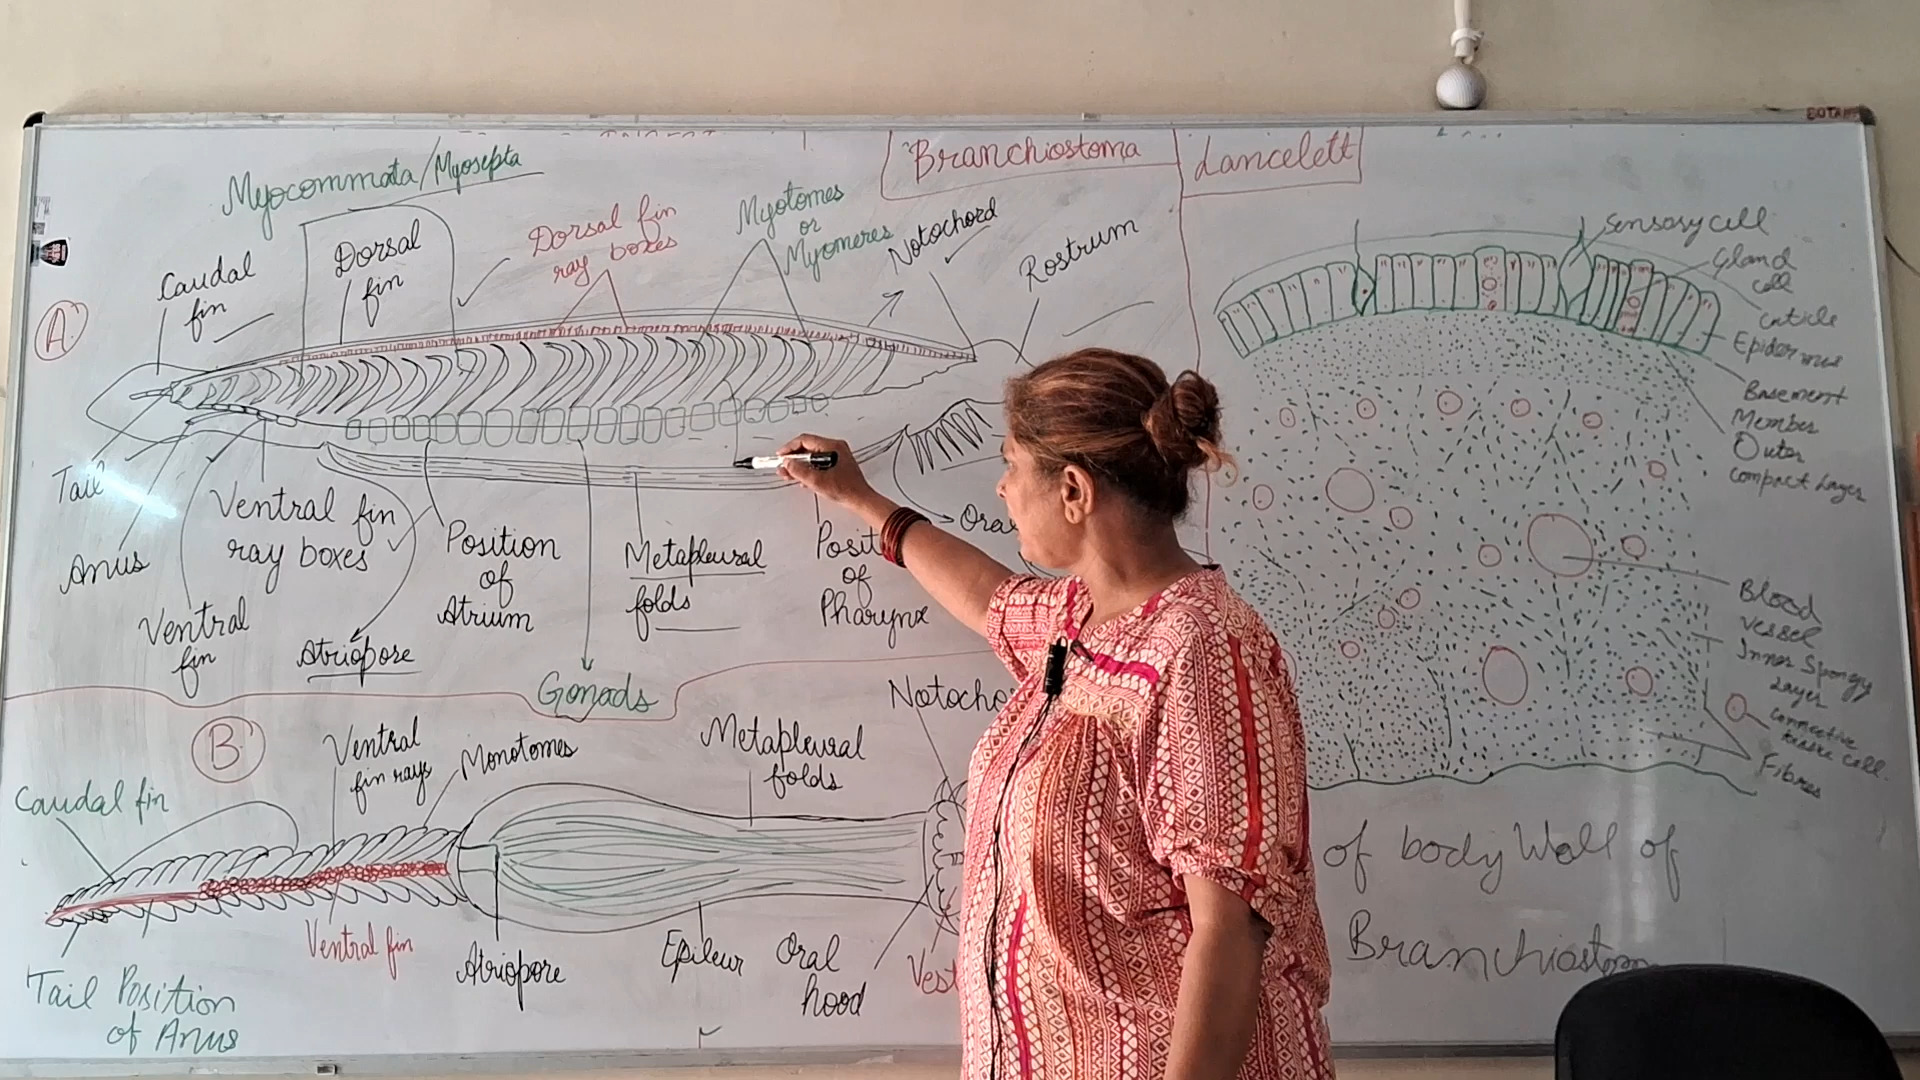 BOTANY
Branchiostoma
Lancelett
Myocommata/Myosepta
Dorsal
fin
Dorsal fin
ray boxes
Myotomes
or
Myomeres
Notochord
Rostrum
Caudal
fin
A
Tail
Anus
Ventral fin
ray boxes
Ventral
fin
Atriopore
Position
of
Atrium
Metapleural
folds
Posit
of
Pharynx
Ora
Gonads
Sensory cell
Gland
cell
Cuticle
Epidermus
Basement
Member
Outer
Compact Layer
Blood
vessel
Inner Spongy
Layer
Connective
tissue cell.
Fibres
of body Wall of
Branchiostoma
B
Caudal fin
Ventral
fin rays
Monotomes
Metapleural
folds
Notocho
Ventral fin
Atriopore
Epileur
Oral
hood
Vest
Tail Position
of Anus